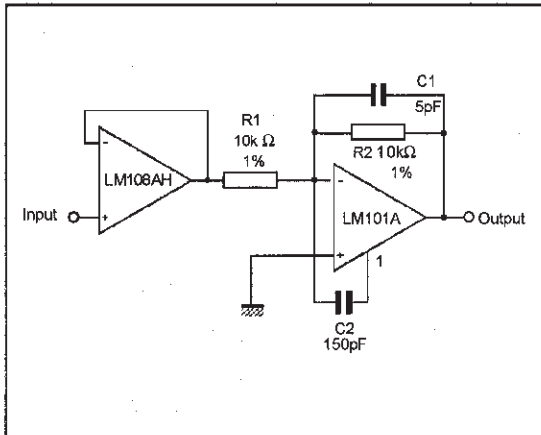 C1
5pF
R1
10k Ω
1%
R2 10kΩ
1%
-
-
LM108AH
LM101A
Input
+
Output
+
1
C2
150pF